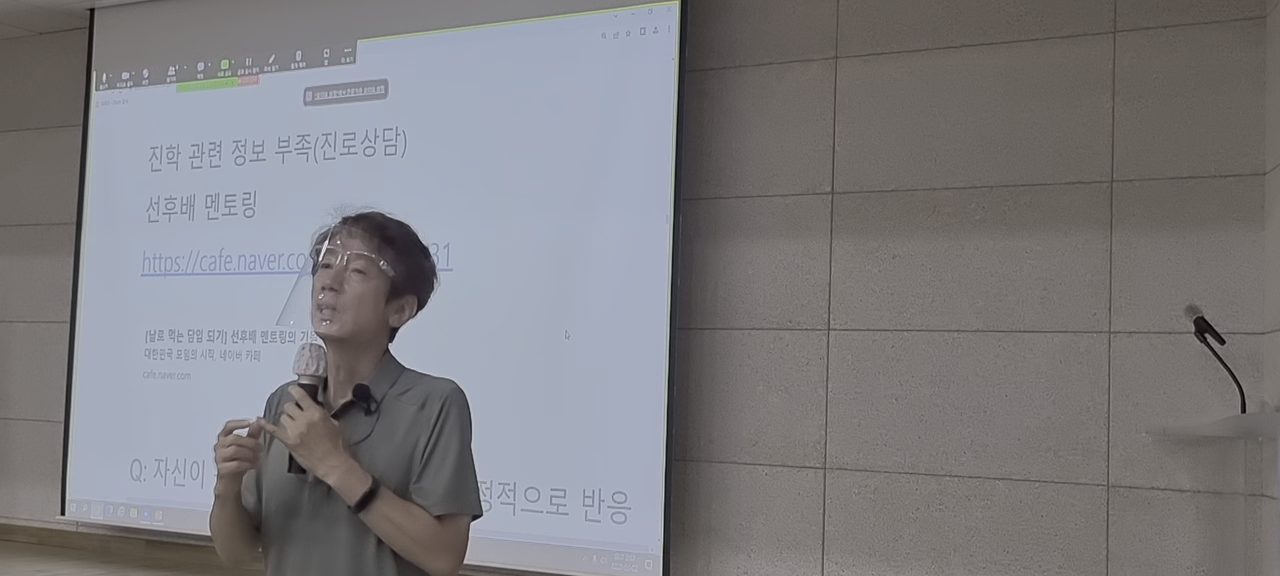 진학 관련 정보 부족(진로상담)
선후배 멘토링
https://cafe.naver.co 31
[날로 먹는 담임 되기] 선후배 멘토링의 기
대한민국 모임의 시작, 네이버 카페
cafe.naver.com
Q: 자신이 정적으로 반응